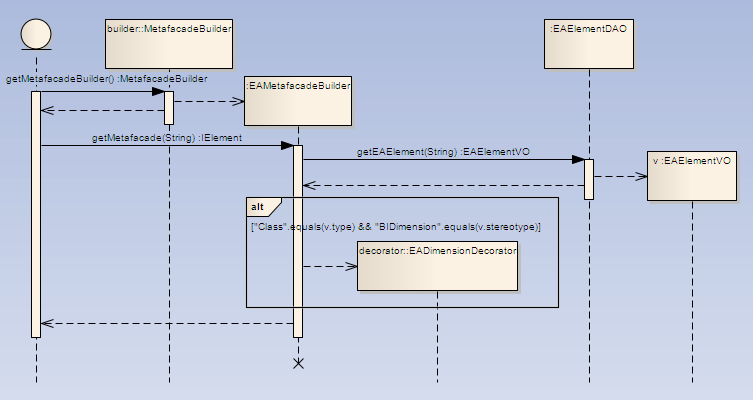 builder::MetafacadeBuilder
:EAElementDAO
getMetafacadeBuilder() :MetafacadeBuilder
:EAMetafacadeBuilder
getMetafacade(String) :IElement
getEAElement(String) :EAElementVO
v :EAElementVO
alt
["Class".equals(v.type) && "BIDimension".equals(v.stereotype)]
decorator::EADimensionDecorator